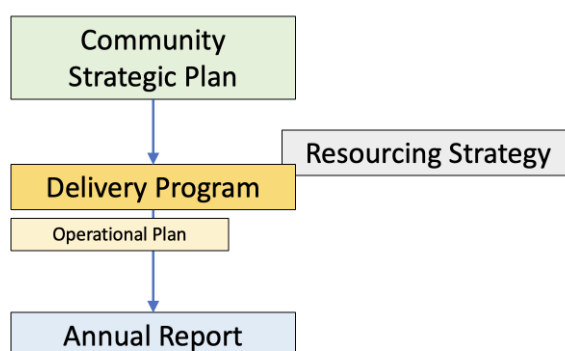 Community
Strategic Plan
Resourcing Strategy
Delivery Program
Operational Plan
Annual Report